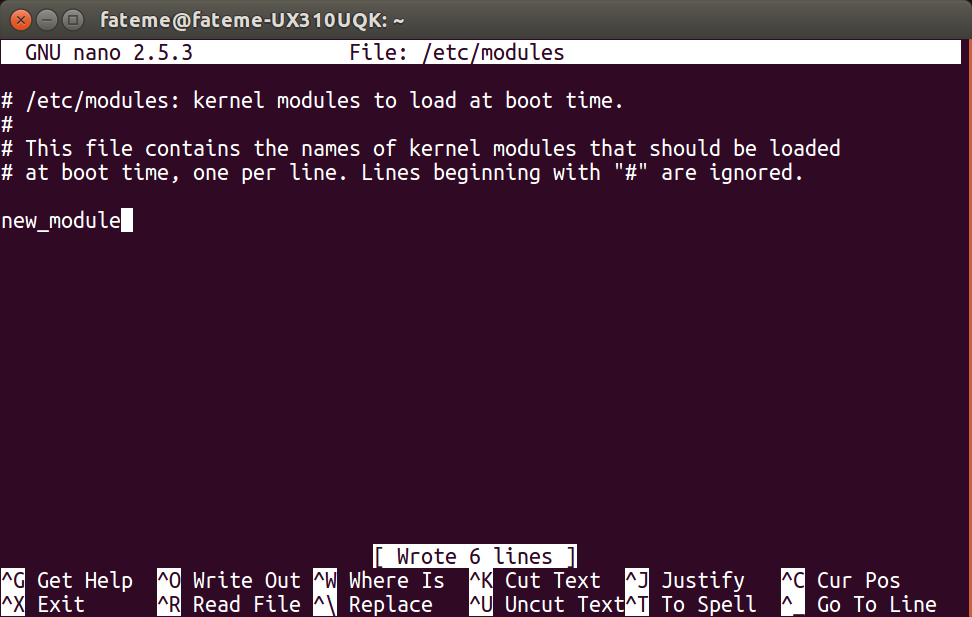 fateme@fateme-UX310UQK: ~
GNU nano 2.5.3 File: /etc/modules
# /etc/modules: kernel modules to load at boot time.
#
# This file contains the names of kernel modules that should be loaded
# at boot time, one per line. Lines beginning with "#" are ignored.
new_module
[ Wrote 6 lines ]
^G Get Help ^O Write Out ^W Where Is ^K Cut Text ^J Justify ^C Cur Pos
^X Exit ^R Read File ^\ Replace ^U Uncut Text ^T To Spell ^_ Go To Line